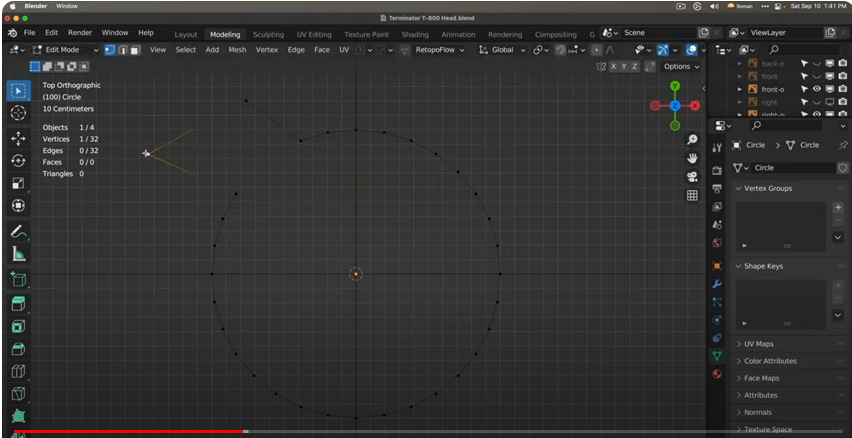 Blender Window
Roman
Sat Sep 10 1:41 PM
Terminator T-800 Head.blend
File Edit Render Window Help
Layout Modeling Sculpting UV Editing Texture Paint Shading Animation Rendering Compositing G
Scene
ViewLayer
Edit Mode
View Select Add Mesh Vertex Edge Face UV
RetopoFlow
Global
X Y Z
Options
Top Orthographic
(100) Circle
10 Centimeters
Objects 1 / 4
Vertices 1 / 32
Edges 0 / 32
Faces 0 / 0
Triangles 0
Y
X
Z
back-o
front
front-o
right
right-o
Circle > Circle
Circle
Vertex Groups
Shape Keys
UV Maps
Color Attributes
Face Maps
Attributes
Normals
Texture Space